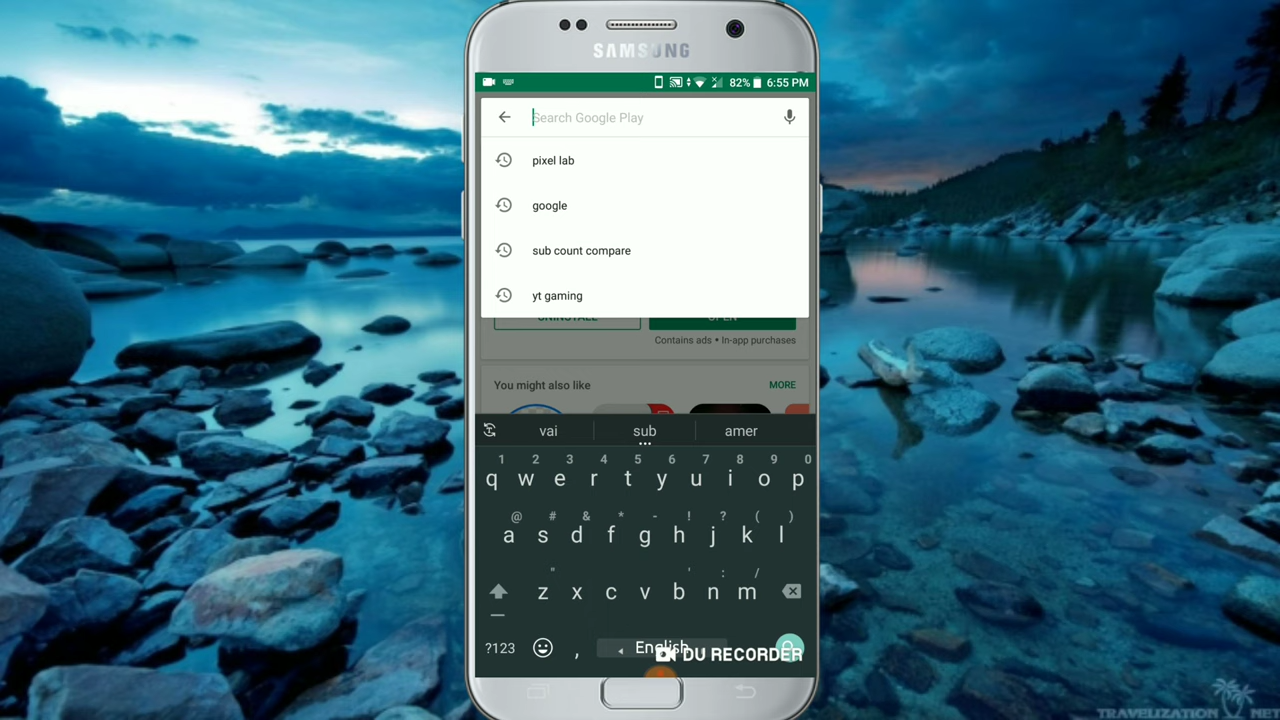 SAMSUNG
82% 6:55 PM
Search Google Play
pixel lab
google
sub count compare
yt gaming
UNINSTALL OPEN
Contains ads • In-app purchases
You might also like MORE
vai sub amer
1 2 3 4 5 6 7 8 9 0
q w e r t y u i o p
@ # & * - ! ? ( )
a s d f g h j k l
" ' : /
z x c v b n m
?123 , English
DU RECORDER
TRAVELIZATION NET